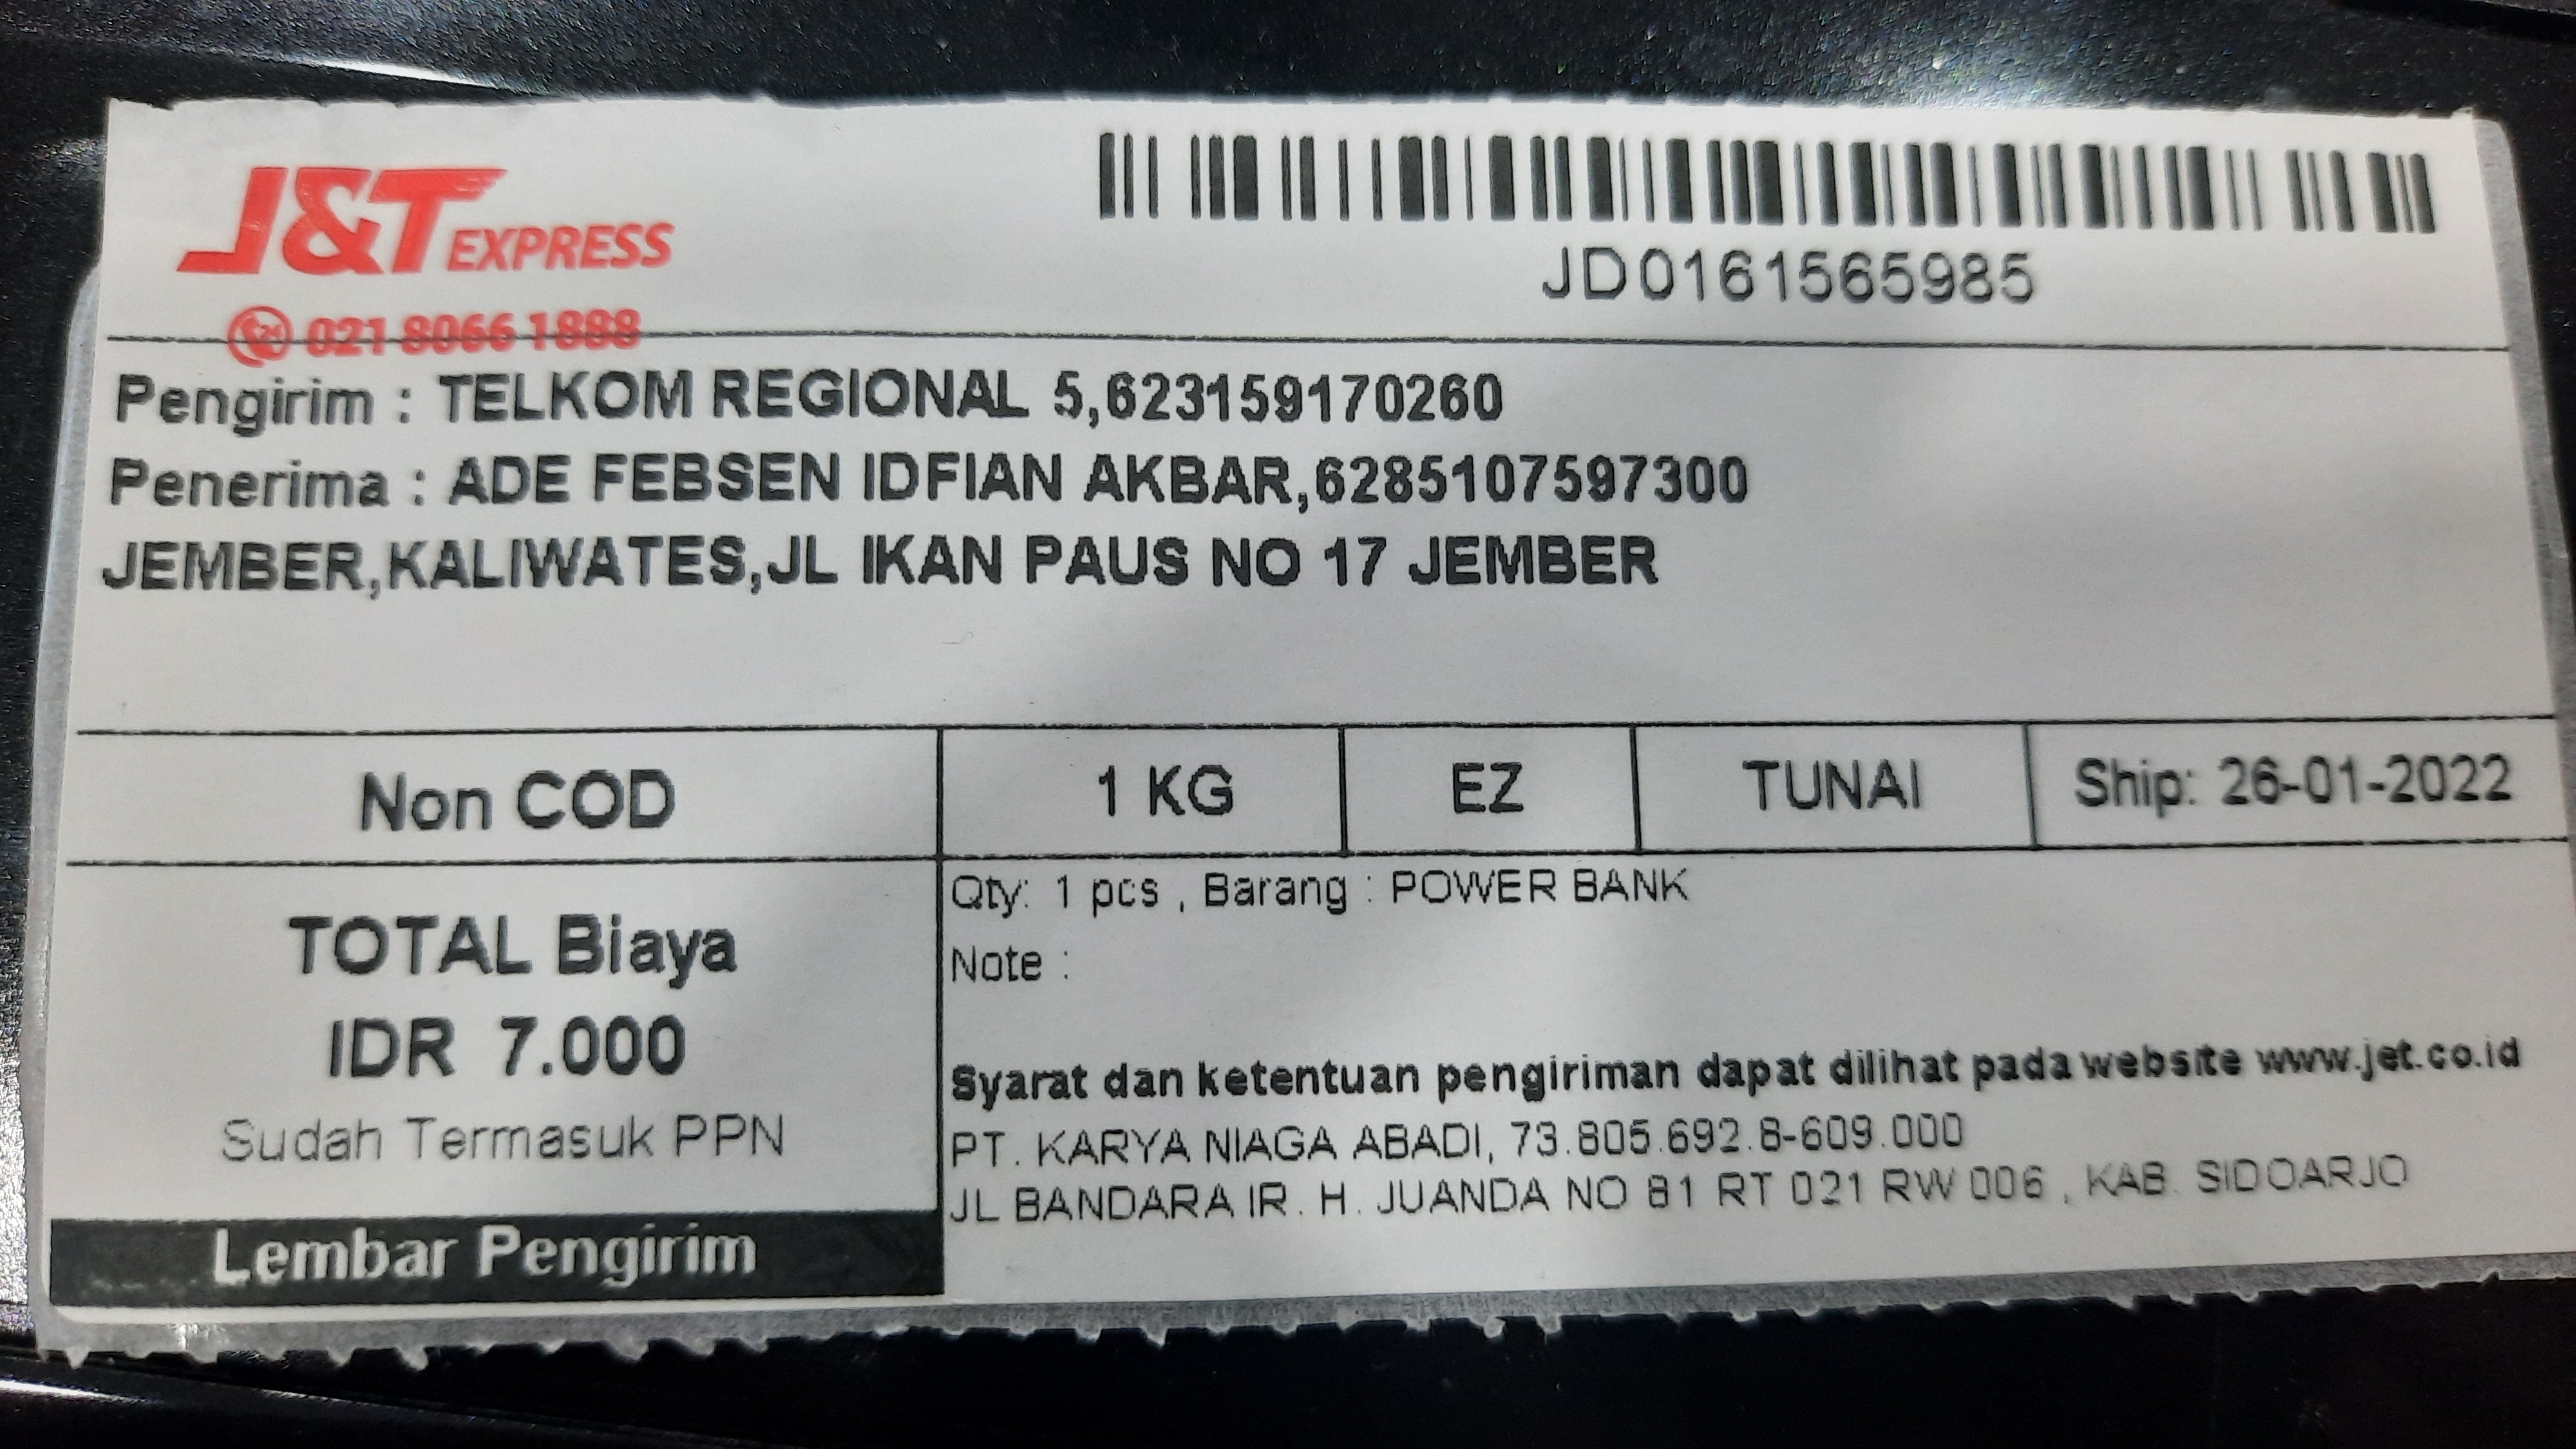 J&T EXPRESS
021 8066 1888
JD0161565985
Pengirim : TELKOM REGIONAL 5,623159170260
Penerima : ADE FEBSEN IDFIAN AKBAR,6285107597300
JEMBER,KALIWATES,JL IKAN PAUS NO 17 JEMBER
Non COD
1 KG
EZ
TUNAI
Ship: 26-01-2022
TOTAL Biaya
IDR 7.000
Sudah Termasuk PPN
Lembar Pengirim
Qty: 1 pcs , Barang : POWER BANK
Note :
Syarat dan ketentuan pengiriman dapat dilihat pada website www.jet.co.id
PT. KARYA NIAGA ABADI, 73.805.692.8-609.000
JL BANDARA IR. H. JUANDA NO 81 RT 021 RW 006 , KAB. SIDOARJO